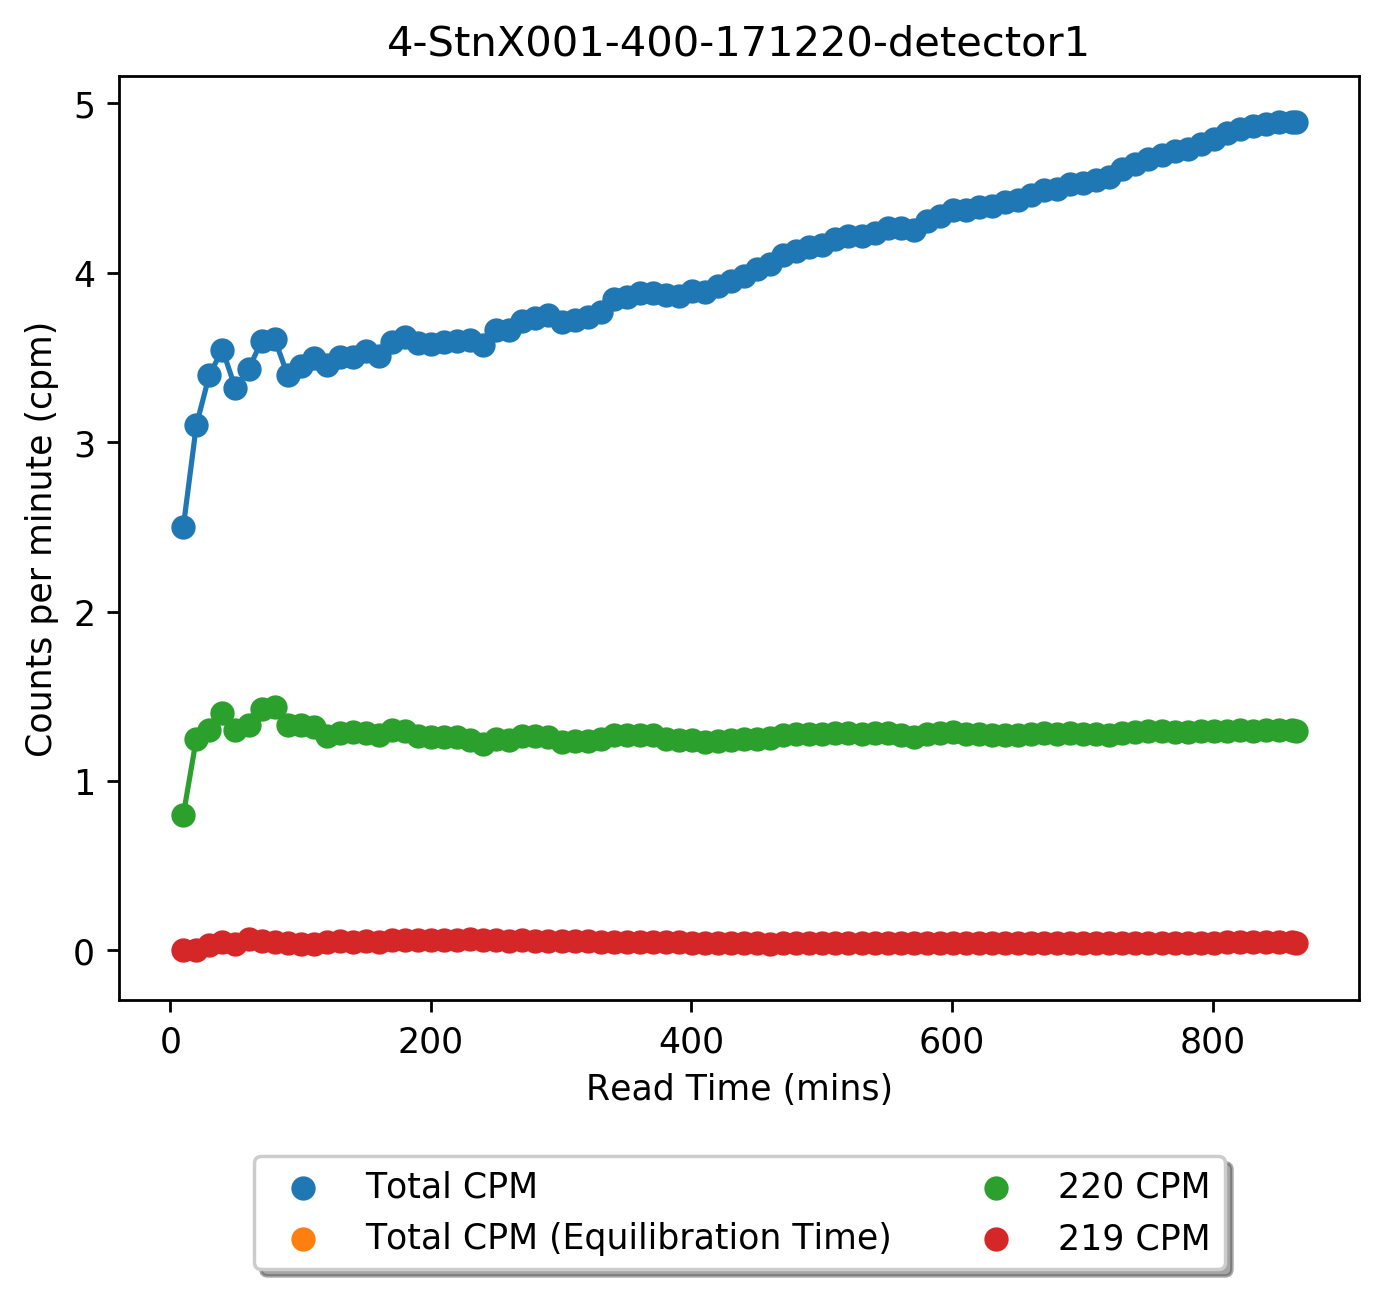 4-StnX001-400-171220-detector1
Counts per minute (cpm)
5
4
3
2
1
0
0 200 400 600 800
Read Time (mins)
Total CPM
Total CPM (Equilibration Time)
220 CPM
219 CPM